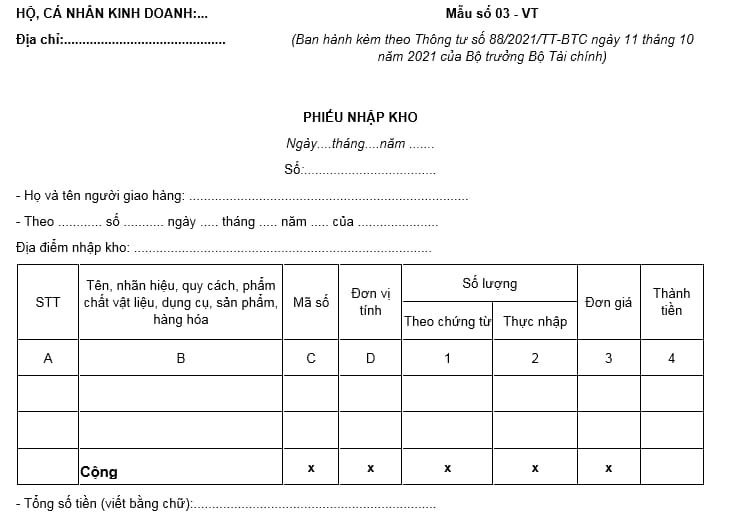 HỘ, CÁ NHÂN KINH DOANH:...
Mẫu số 03 - VT
Địa chỉ:............................................
(Ban hành kèm theo Thông tư số 88/2021/TT-BTC ngày 11 tháng 10
năm 2021 của Bộ trưởng Bộ Tài chính)
PHIẾU NHẬP KHO
Ngày....tháng....năm .......
Số:....................................
- Họ và tên người giao hàng: ............................................................................
- Theo ............ số ........... ngày ..... tháng ..... năm ..... của ......................
Địa điểm nhập kho: .................................................................................
STT
Tên, nhãn hiệu, quy cách, phẩm
chất vật liệu, dụng cụ, sản phẩm,
hàng hóa
Mã số
Đơn vị
tính
Số lượng
Theo chứng từ
Thực nhập
Đơn giá
Thành
tiền
A B C D 1 2 3 4
Cộng x x x x x
- Tổng số tiền (viết bằng chữ):..................................................................